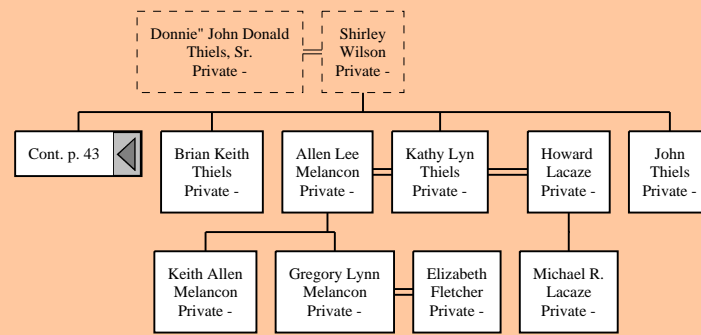 Donnie" John Donald
Thiels, Sr.
Private -
Shirley
Wilson
Private -
Cont. p. 43
Brian Keith
Thiels
Private -
Allen Lee
Melancon
Private -
Kathy Lyn
Thiels
Private -
Howard
Lacaze
Private -
John
Thiels
Private -
Keith Allen
Melancon
Private -
Gregory Lynn
Melancon
Private -
Elizabeth
Fletcher
Private -
Michael R.
Lacaze
Private -